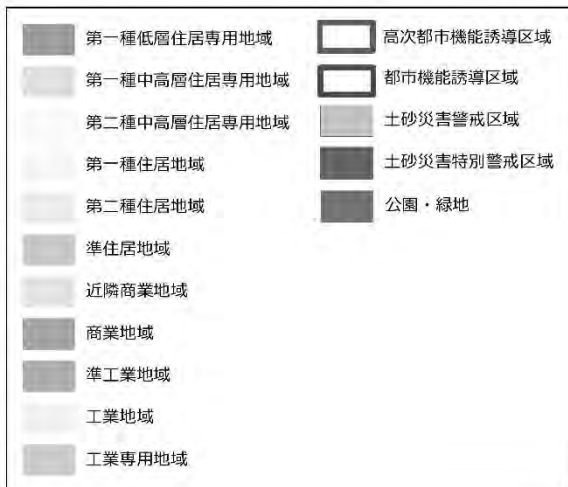 第一種低層住居専用地域
第一種中高層住居専用地域
第二種中高層住居専用地域
第一種住居地域
第二種住居地域
準住居地域
近隣商業地域
商業地域
準工業地域
工業地域
工業専用地域
高次都市機能誘導区域
都市機能誘導区域
土砂災害警戒区域
土砂災害特別警戒区域
公園・緑地